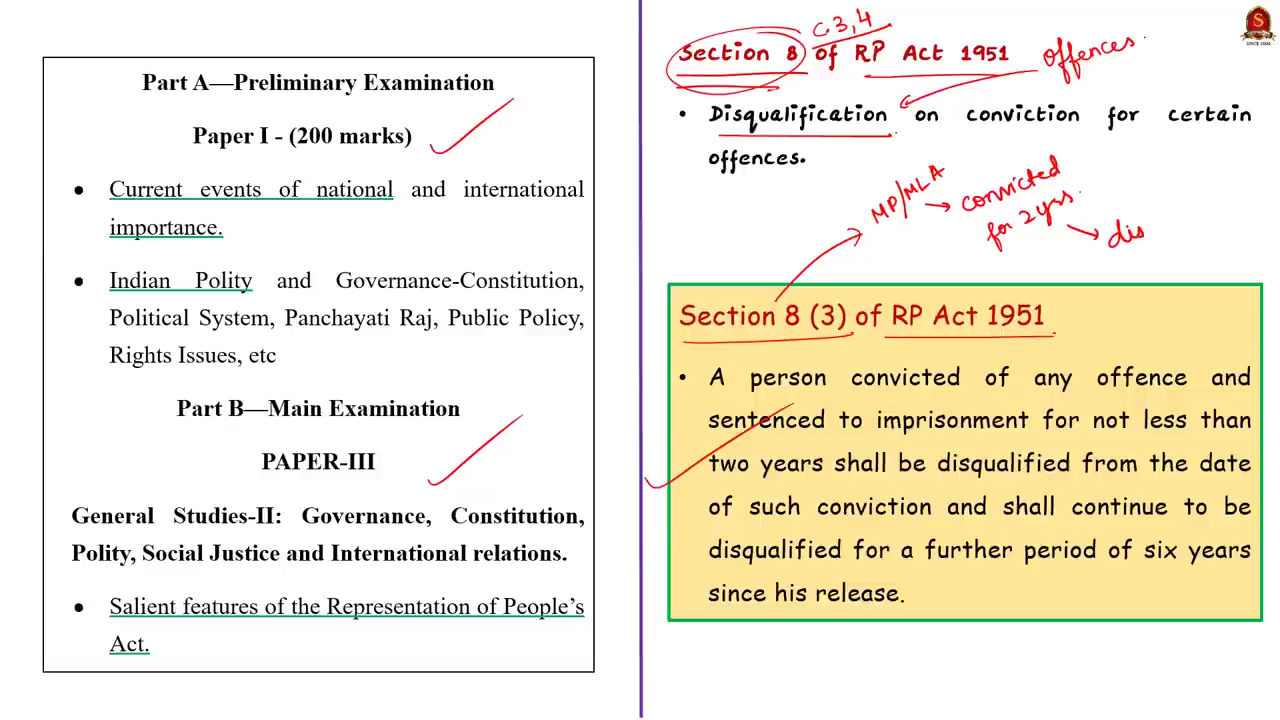 Part A—Preliminary Examination
Paper I - (200 marks)
• Current events of national and international
importance.
• Indian Polity and Governance-Constitution,
Political System, Panchayati Raj, Public Policy,
Rights Issues, etc
Part B—Main Examination
PAPER-III
General Studies-II: Governance, Constitution,
Polity, Social Justice and International relations.
• Salient features of the Representation of People’s
Act.
C 3,4
Section 8 of RP Act 1951
offences
• Disqualification on conviction for certain
offences.
MP/MLA → convicted
for 2 yrs
→ dis
Section 8 (3) of RP Act 1951
• A person convicted of any offence and
sentenced to imprisonment for not less than
two years shall be disqualified from the date
of such conviction and shall continue to be
disqualified for a further period of six years
since his release.
S
SINCE 2004